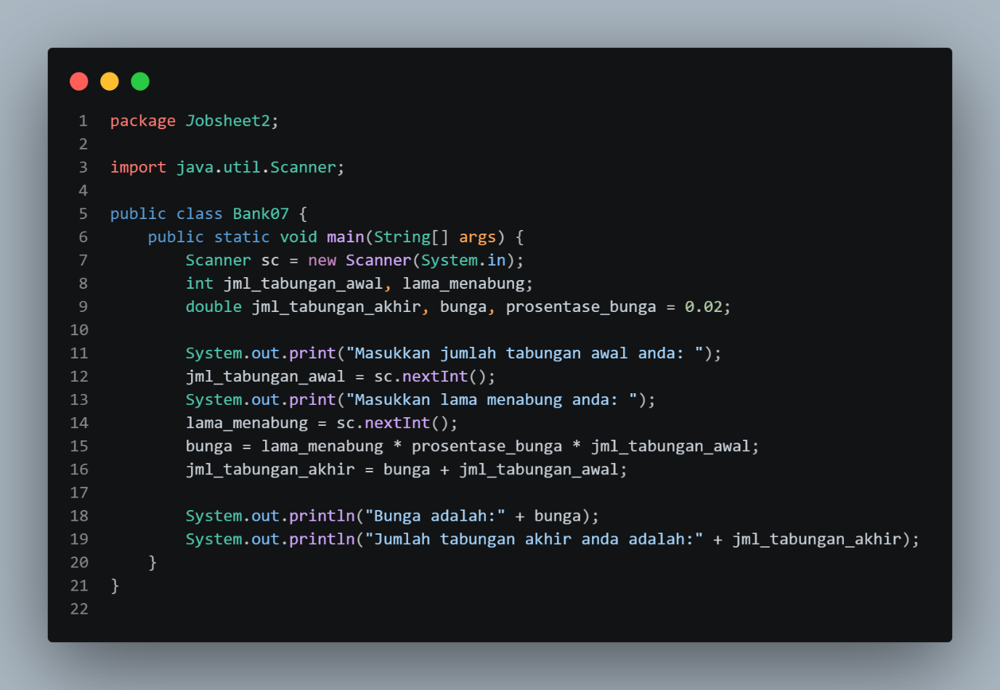 1 package Jobsheet2;
2
3 import java.util.Scanner;
4
5 public class Bank07 {
6     public static void main(String[] args) {
7         Scanner sc = new Scanner(System.in);
8         int jml_tabungan_awal, lama_menabung;
9         double jml_tabungan_akhir, bunga, prosentase_bunga = 0.02;
10
11         System.out.print("Masukkan jumlah tabungan awal anda: ");
12         jml_tabungan_awal = sc.nextInt();
13         System.out.print("Masukkan lama menabung anda: ");
14         lama_menabung = sc.nextInt();
15         bunga = lama_menabung * prosentase_bunga * jml_tabungan_awal;
16         jml_tabungan_akhir = bunga + jml_tabungan_awal;
17
18         System.out.println("Bunga adalah:" + bunga);
19         System.out.println("Jumlah tabungan akhir anda adalah:" + jml_tabungan_akhir);
20     }
21 }
22